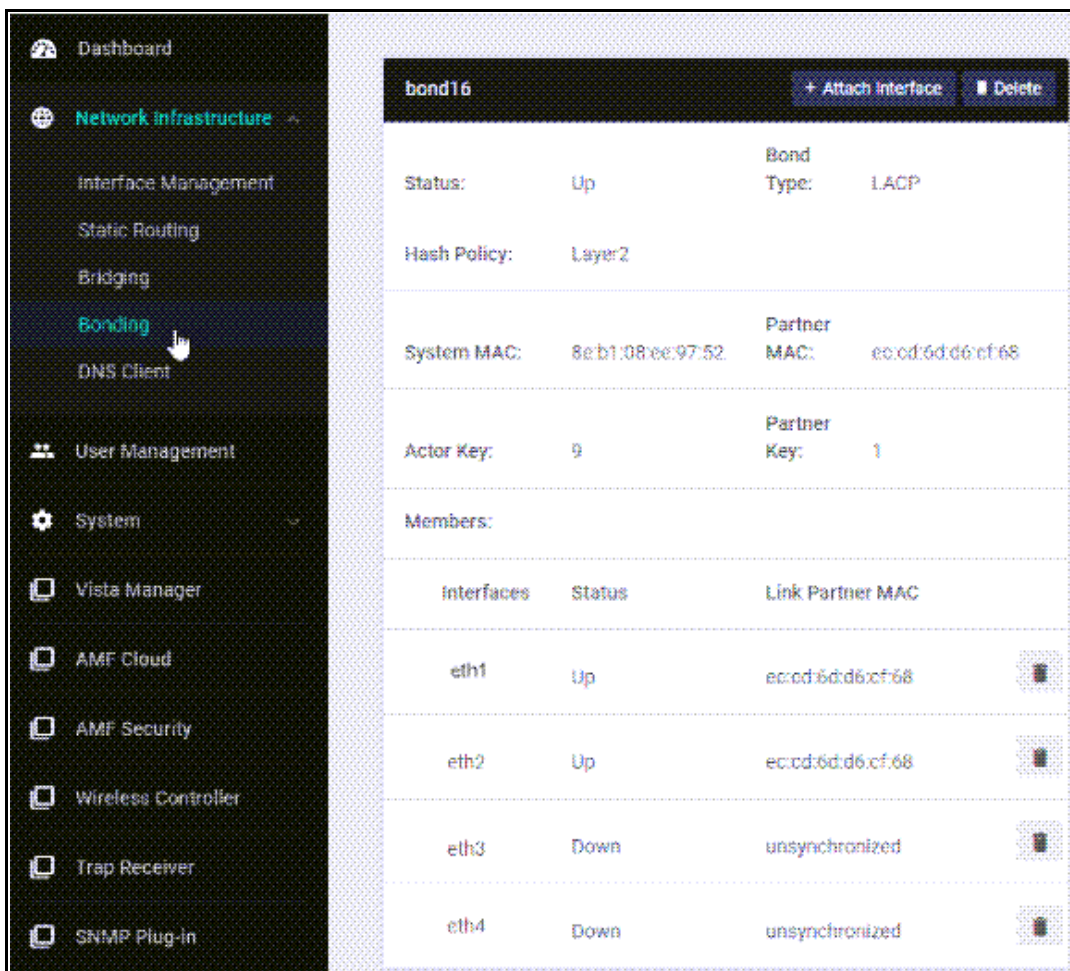 Dashboard
Network Infrastructure
Interface Management
Static Routing
Bridging
Bonding
DNS Client
User Management
System
Vista Manager
AMF Cloud
AMF Security
Wireless Controller
Trap Receiver
SNMP Plug-in
bond16 + Attach Interface Delete
Status: Up Bond Type: LACP
Hash Policy: Layer2
System MAC: 8e:b1:08:ee:97:52 Partner MAC: ec:cd:6d:d6:cf:68
Actor Key: 9 Partner Key: 1
Members:
Interfaces Status Link Partner MAC
eth1 Up ec:cd:6d:d6:cf:68
eth2 Up ec:cd:6d:d6:cf:68
eth3 Down unsynchronized
eth4 Down unsynchronized